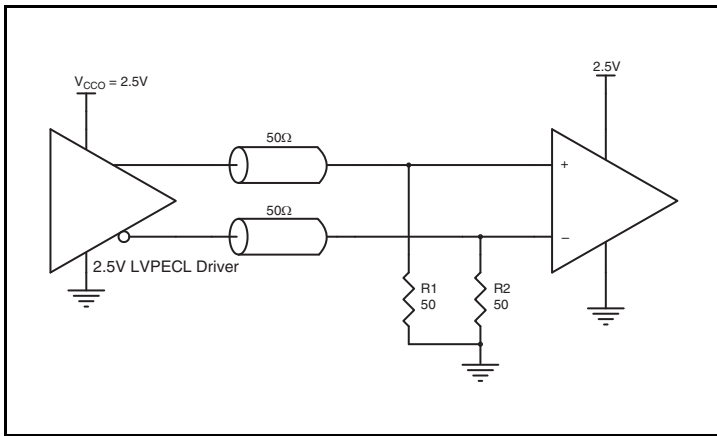 V_CCO = 2.5V
2.5V
50Ω
+
50Ω
–
2.5V LVPECL Driver
R1
50
R2
50